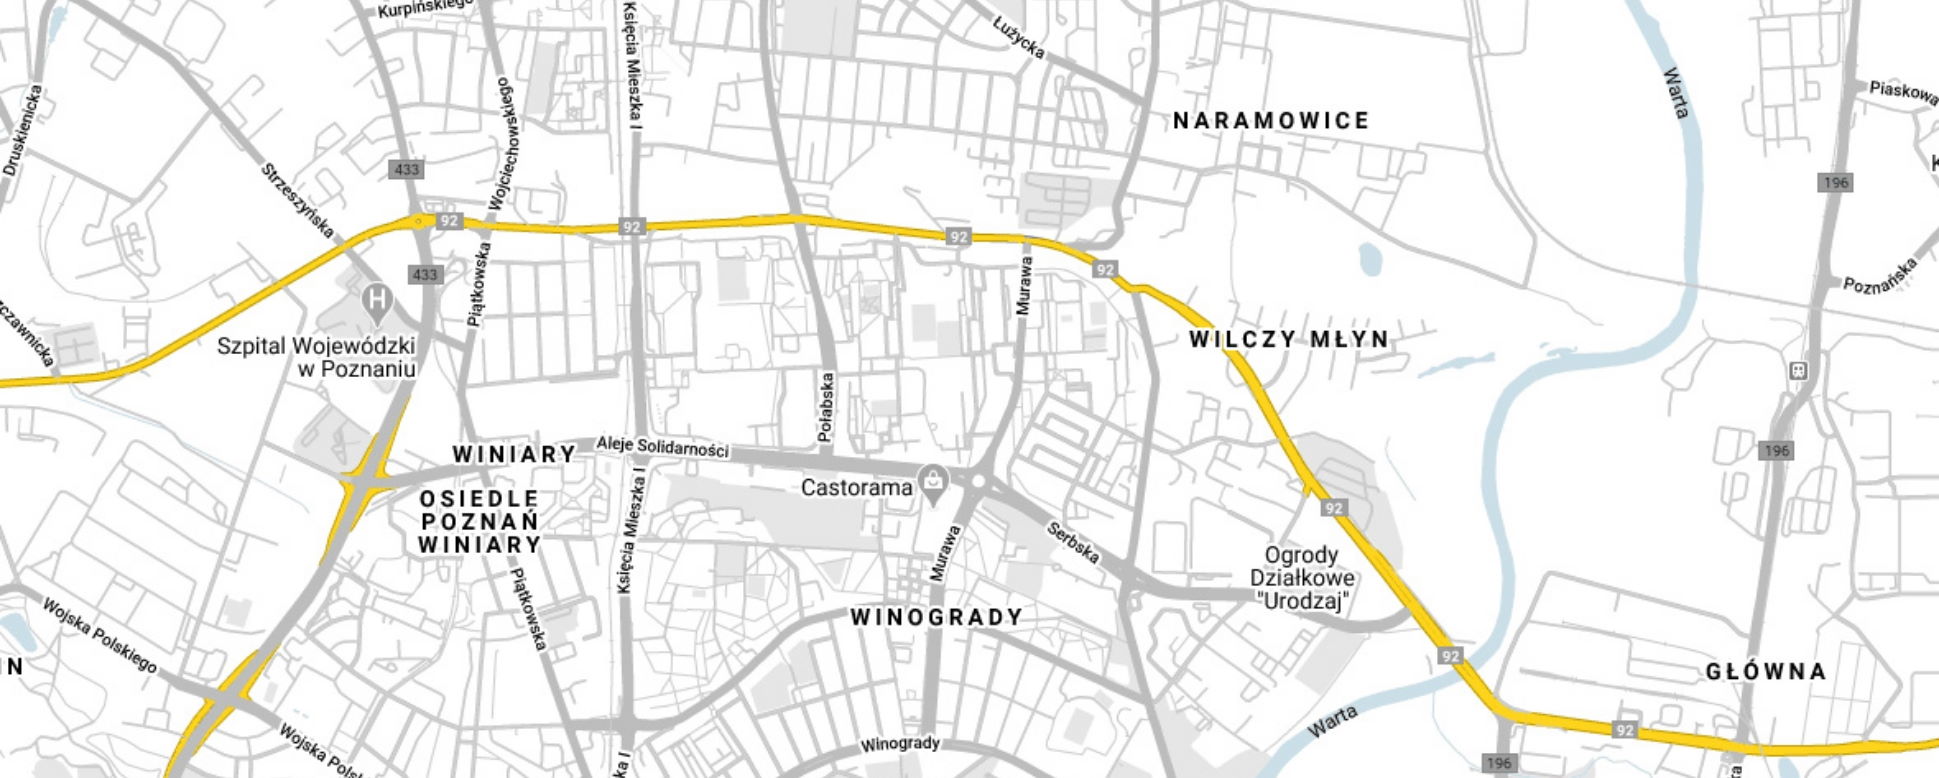 Kurpińskiego
Księcia Mieszka I
Łużycka
Warta
Piaskowa
Druskienicka
Wojciechowskiego
NARAMOWICE
433
Strzeszyńska
196
92
92
92
433
Piątkowska
Murawa
92
Poznańska
H
Szpital Wojewódzki
w Poznaniu
WILCZY MŁYN
Połabska
WINIARY
Aleje Solidarności
196
OSIEDLE
POZNAŃ
WINIARY
Castorama
Księcia Mieszka I
92
Murawa
Serbska
Ogrody
Działkowe
"Urodzaj"
Piątkowska
Wojska Polskiego
WINOGRADY
92
GŁÓWNA
Warta
92
Wojska Pols
Winogrady
196